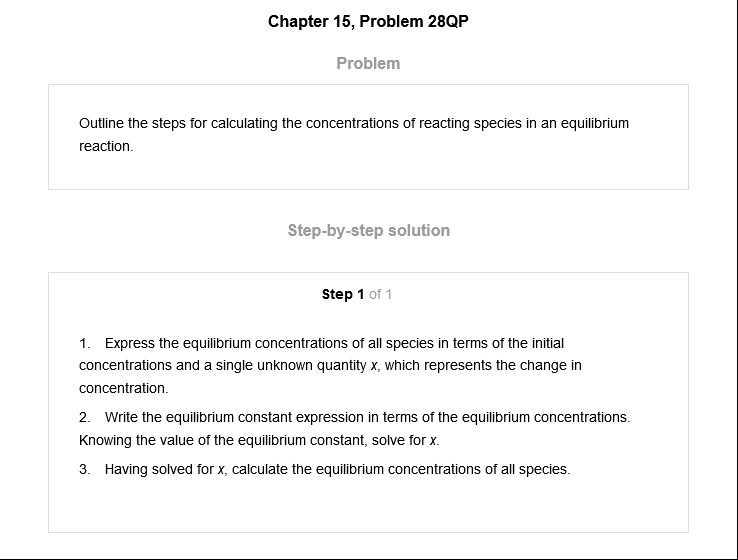 Chapter 15, Problem 28QP
Problem
Outline the steps for calculating the concentrations of reacting species in an equilibrium
reaction.
Step-by-step solution
Step 1 of 1
1. Express the equilibrium concentrations of all species in terms of the initial
concentrations and a single unknown quantity x, which represents the change in
concentration.
2. Write the equilibrium constant expression in terms of the equilibrium concentrations.
Knowing the value of the equilibrium constant, solve for x.
3. Having solved for x, calculate the equilibrium concentrations of all species.